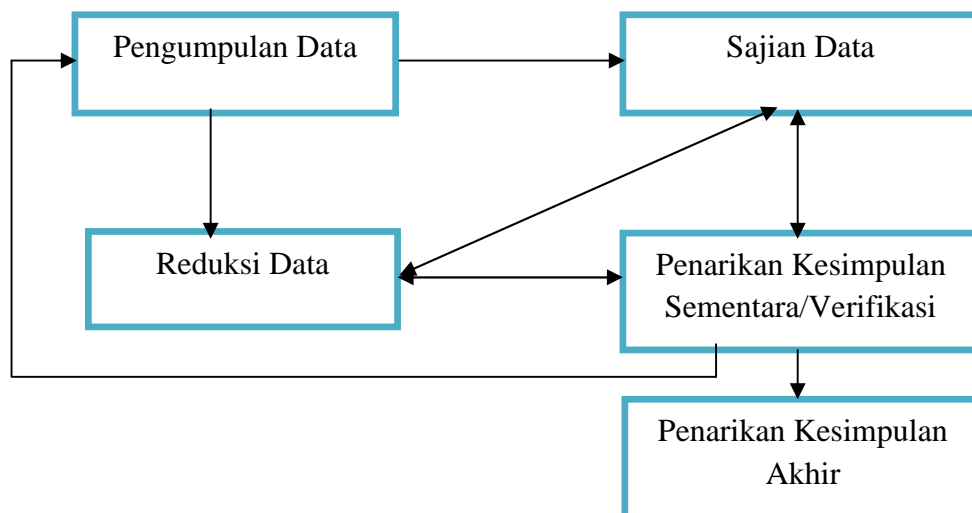 Pengumpulan Data
Sajian Data
Reduksi Data
Penarikan Kesimpulan
Sementara/Verifikasi
Penarikan Kesimpulan
Akhir